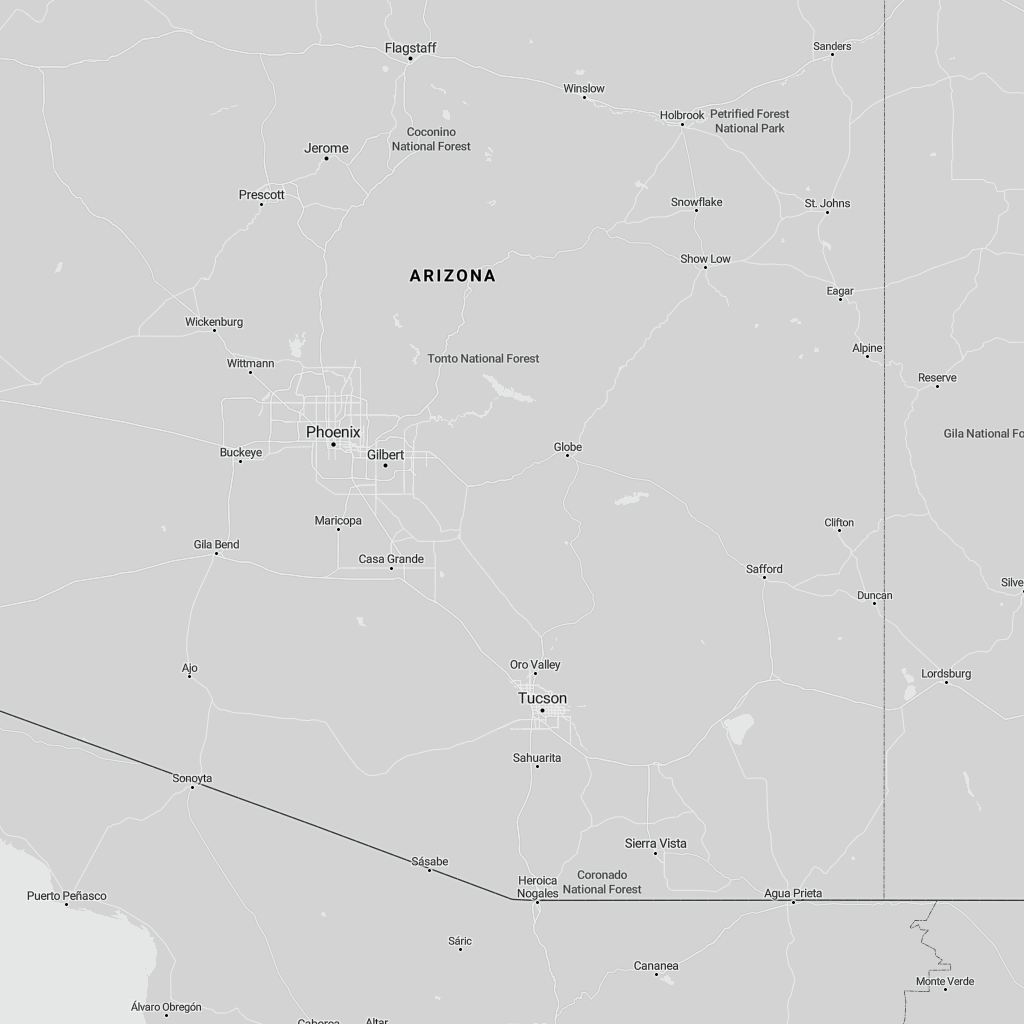 Flagstaff
Sanders
Winslow
Holbrook
Petrified Forest
National Park
Coconino
National Forest
Jerome
Prescott
Snowflake
St. Johns
Show Low
ARIZONA
Eagar
Wickenburg
Alpine
Wittmann
Tonto National Forest
Reserve
Phoenix
Gila National Fo
Gilbert
Buckeye
Globe
Maricopa
Clifton
Gila Bend
Casa Grande
Safford
Silve
Duncan
Oro Valley
Ajo
Lordsburg
Tucson
Sahuarita
Sonoyta
Sierra Vista
Sásabe
Heroica
Nogales
Coronado
National Forest
Agua Prieta
Puerto Peñasco
Sáric
Cananea
Monte Verde
Álvaro Obregón
Caborca
Altar